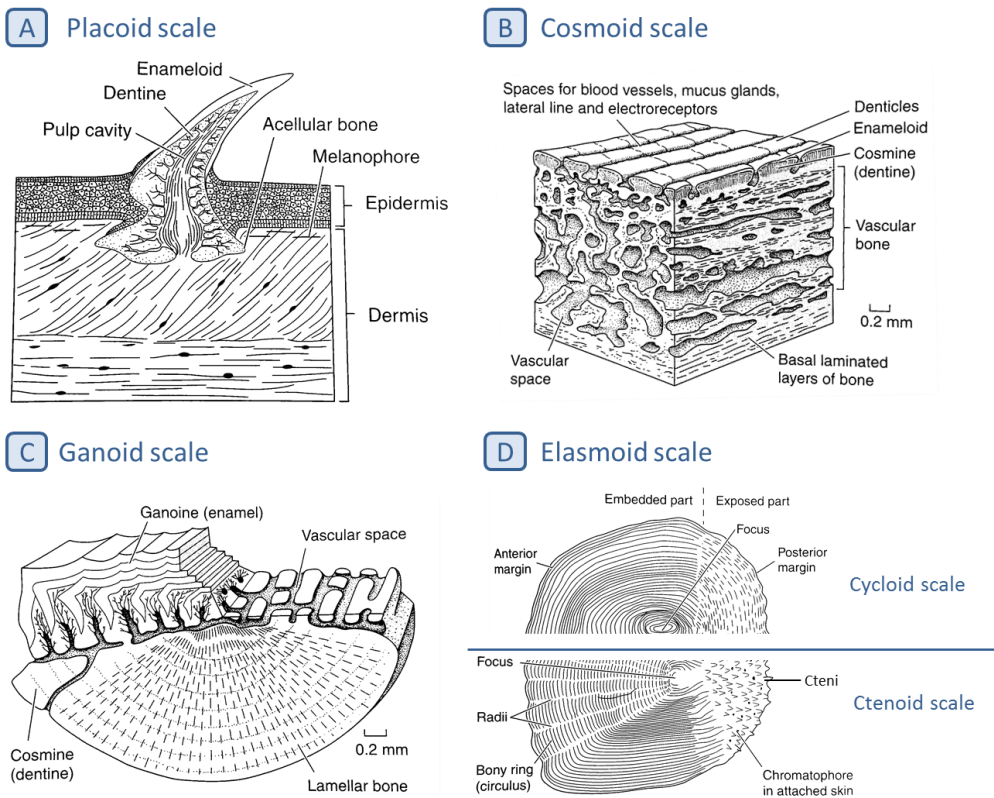 A Placoid scale
Enameloid
Dentine
Pulp cavity
Acellular bone
Melanophore
Epidermis
Dermis
B Cosmoid scale
Spaces for blood vessels, mucus glands,
lateral line and electroreceptors
Denticles
Enameloid
Cosmine
(dentine)
Vascular
bone
0.2 mm
Vascular
space
Basal laminated
layers of bone
C Ganoid scale
Ganoine (enamel)
Vascular space
0.2 mm
Cosmine
(dentine)
Lamellar bone
D Elasmoid scale
Embedded part
Exposed part
Focus
Anterior
margin
Posterior
margin
Cycloid scale
Focus
Cteni
Radii
Ctenoid scale
Bony ring
(circulus)
Chromatophore
in attached skin